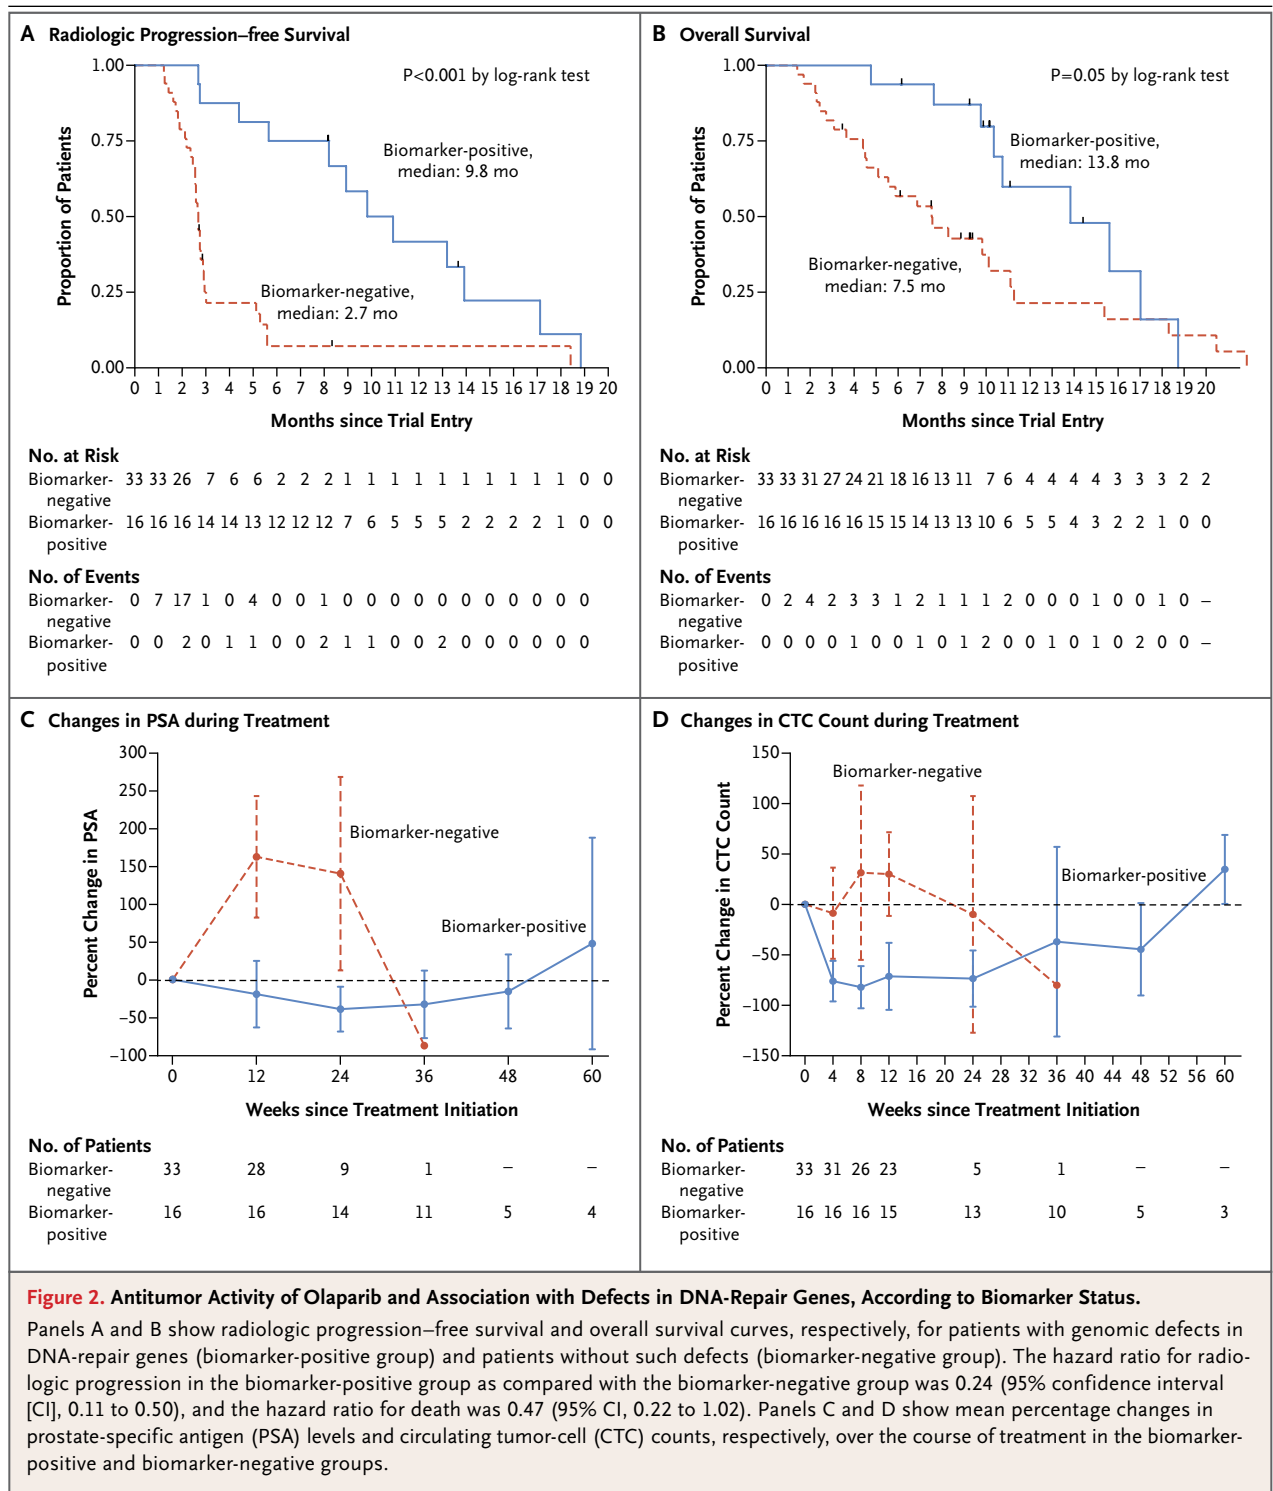 A Radiologic Progression–free Survival
1.00
0.75
0.50
0.25
0.00
Proportion of Patients
P<0.001 by log-rank test
Biomarker-positive,
median: 9.8 mo
Biomarker-negative,
median: 2.7 mo
0 1 2 3 4 5 6 7 8 9 10 11 12 13 14 15 16 17 18 19 20
Months since Trial Entry
No. at Risk
Biomarker-negative 33 33 26 7 6 6 2 2 2 1 1 1 1 1 1 1 1 1 1 0 0
Biomarker-positive 16 16 16 14 14 13 12 12 12 7 6 5 5 5 2 2 2 2 1 0 0
No. of Events
Biomarker-negative 0 7 17 1 0 4 0 0 1 0 0 0 0 0 0 0 0 0 0 0
Biomarker-positive 0 0 2 0 1 1 0 0 2 1 1 0 0 2 0 0 0 0 0 0
B Overall Survival
1.00
0.75
0.50
0.25
0.00
Proportion of Patients
P=0.05 by log-rank test
Biomarker-positive,
median: 13.8 mo
Biomarker-negative,
median: 7.5 mo
0 1 2 3 4 5 6 7 8 9 10 11 12 13 14 15 16 17 18 19 20
Months since Trial Entry
No. at Risk
Biomarker-negative 33 33 31 27 24 21 18 16 13 11 7 6 4 4 4 4 3 3 3 2 2
Biomarker-positive 16 16 16 16 16 15 15 14 13 13 10 6 5 5 4 3 2 2 1 0 0
No. of Events
Biomarker-negative 0 2 4 2 3 3 1 2 1 1 1 2 0 0 0 1 0 0 1 0 –
Biomarker-positive 0 0 0 0 1 0 0 1 0 1 2 0 0 1 0 1 0 2 0 0 –
C Changes in PSA during Treatment
300
250
200
150
100
50
0
−50
−100
Percent Change in PSA
Biomarker-negative
Biomarker-positive
0 12 24 36 48 60
Weeks since Treatment Initiation
No. of Patients
Biomarker-negative 33 28 9 1 – –
Biomarker-positive 16 16 14 11 5 4
D Changes in CTC Count during Treatment
150
100
50
0
−50
−100
−150
Percent Change in CTC Count
Biomarker-negative
Biomarker-positive
0 4 8 12 16 20 24 28 32 36 40 44 48 52 56 60
Weeks since Treatment Initiation
No. of Patients
Biomarker-negative 33 31 26 23 5 1 – –
Biomarker-positive 16 16 16 15 13 10 5 3
Figure 2. Antitumor Activity of Olaparib and Association with Defects in DNA-Repair Genes, According to Biomarker Status.
Panels A and B show radiologic progression–free survival and overall survival curves, respectively, for patients with genomic defects in
DNA-repair genes (biomarker-positive group) and patients without such defects (biomarker-negative group). The hazard ratio for radio-
logic progression in the biomarker-positive group as compared with the biomarker-negative group was 0.24 (95% confidence interval
[CI], 0.11 to 0.50), and the hazard ratio for death was 0.47 (95% CI, 0.22 to 1.02). Panels C and D show mean percentage changes in
prostate-specific antigen (PSA) levels and circulating tumor-cell (CTC) counts, respectively, over the course of treatment in the biomarker-
positive and biomarker-negative groups.